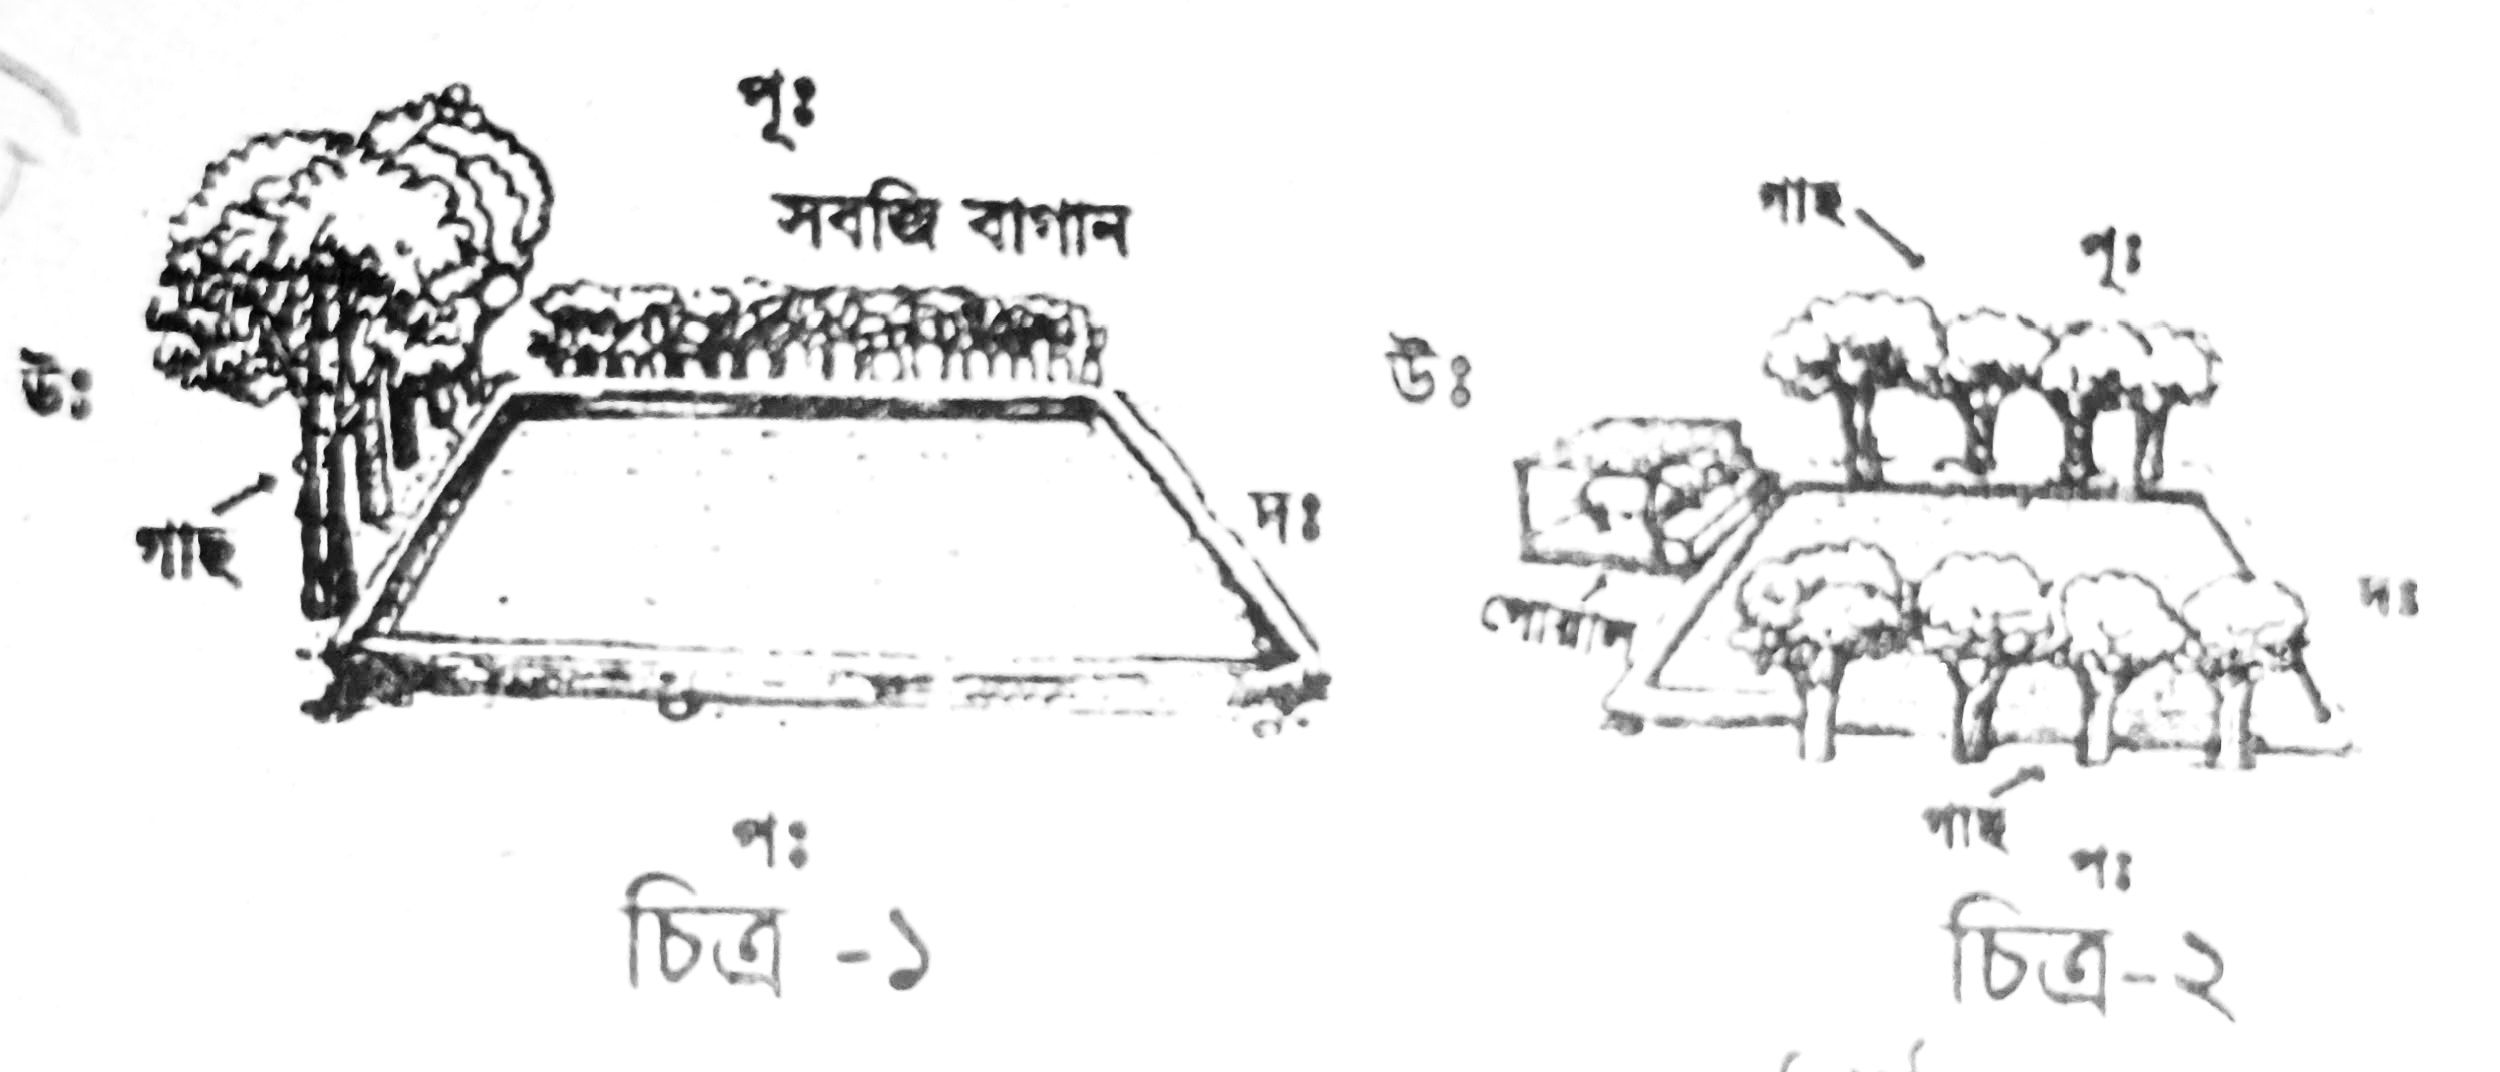 পূঃ
সবজি বাগান
উঃ
গাছ
দঃ
পঃ
চিত্র -১
গাছ
পূঃ
উঃ
দঃ
গাছ
পঃ
চিত্র-২